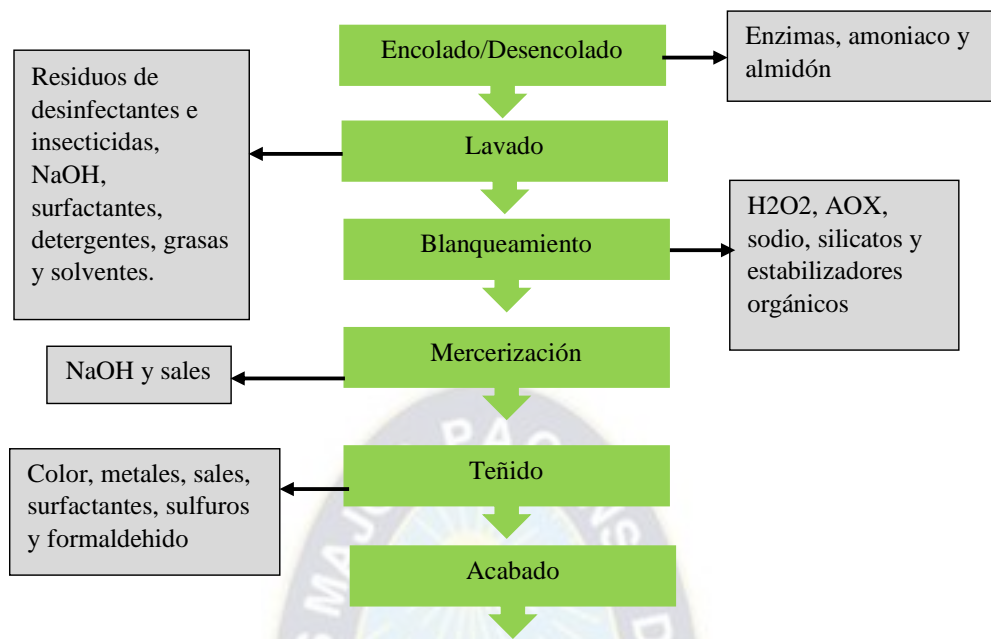 Encolado/Desencolado
Enzimas, amoniaco y
almidón
Residuos de
desinfectantes e
insecticidas,
NaOH,
surfactantes,
detergentes, grasas
y solventes.
Lavado
Blanqueamiento
H2O2, AOX,
sodio, silicatos y
estabilizadores
orgánicos
Mercerización
NaOH y sales
Teñido
Color, metales, sales,
surfactantes, sulfuros
y formaldehido
Acabado